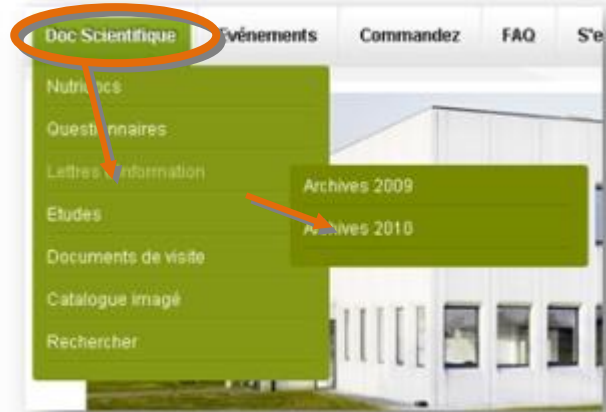 Doc Scientifique Evénements Commandez FAQ S'e
Nutridocs
Questionnaires
Lettres d'information
Archives 2009
Etudes
Archives 2010
Documents de visite
Catalogue imagé
Rechercher